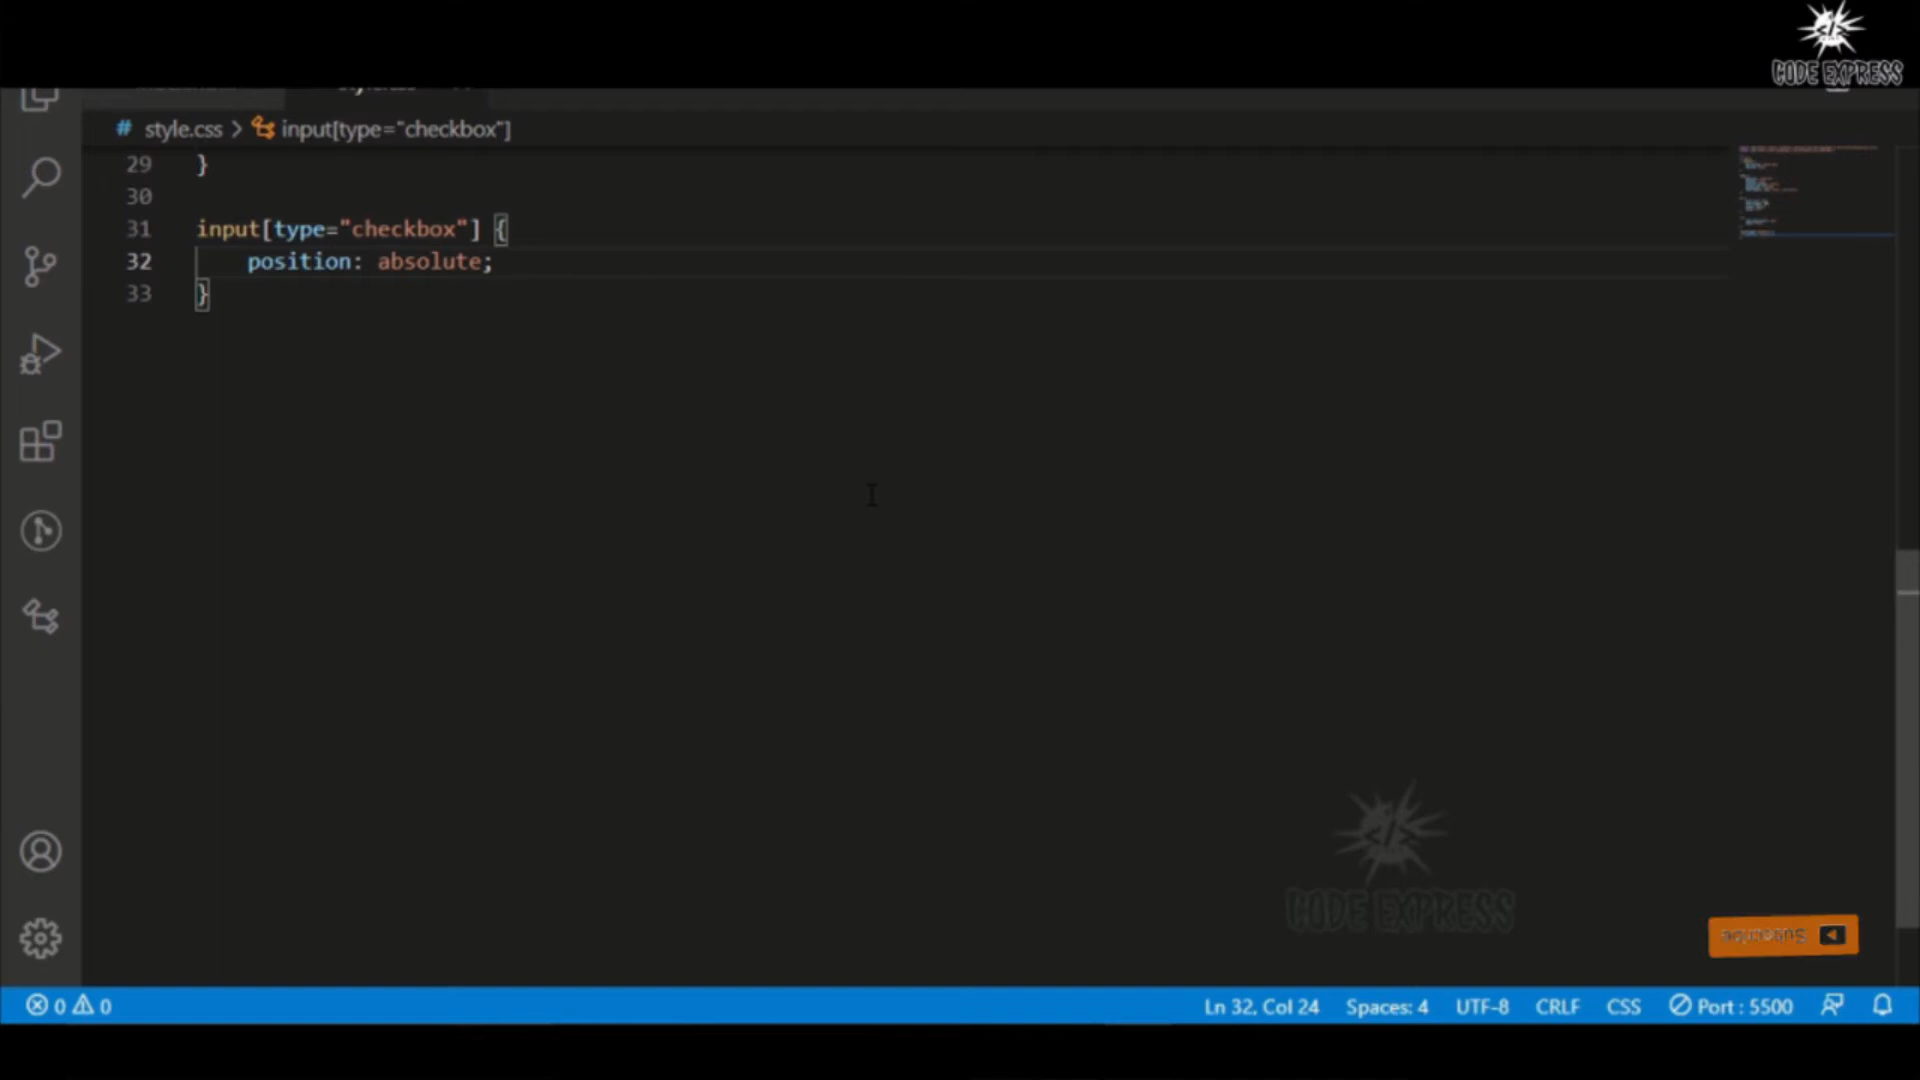 CODE EXPRESS
# style.css > input[type="checkbox"]
29 }
30
31 input[type="checkbox"] {
32 position: absolute;
33 }
CODE EXPRESS
Subscribe
0 0 Ln 32, Col 24 Spaces: 4 UTF-8 CRLF CSS Port : 5500